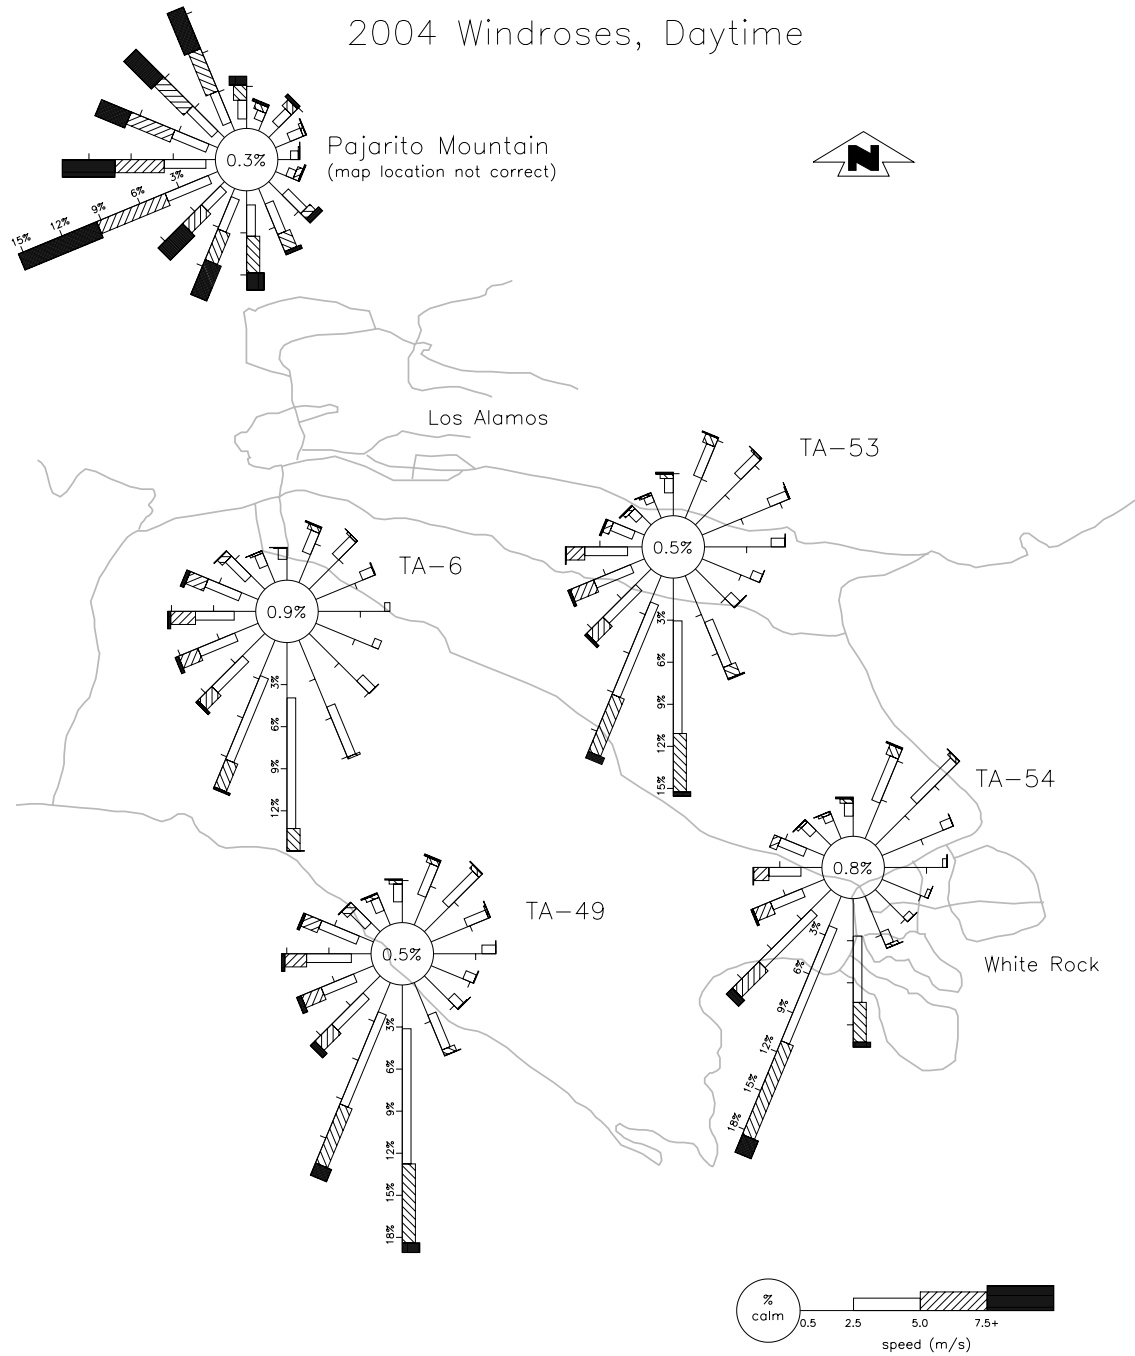 2004 Windroses, Daytime
0.3%
Pajarito Mountain
(map location not correct)
N
3%
6%
9%
12%
15%
Los Alamos
TA-53
0.5%
3%
6%
9%
12%
15%
TA-6
0.9%
3%
6%
9%
12%
TA-54
0.8%
3%
6%
9%
12%
15%
18%
TA-49
0.5%
3%
6%
9%
12%
15%
18%
White Rock
%
calm
0.5 2.5 5.0 7.5+
speed (m/s)